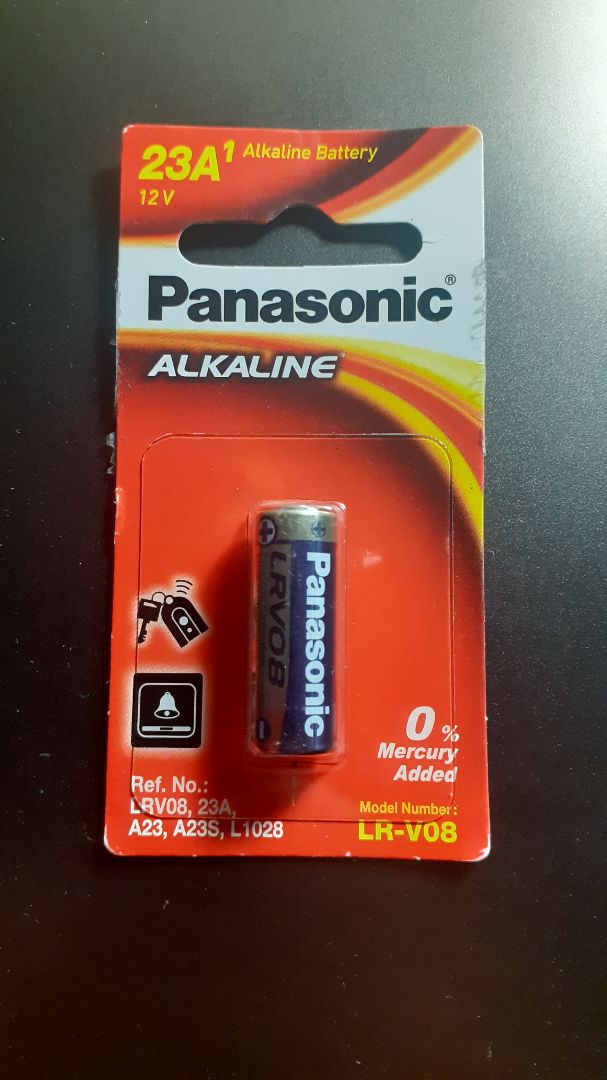 23A¹ Alkaline Battery
12 V
Panasonic®
ALKALINE
+ +
Panasonic
LRV08
-
0 %
Mercury
Added
Ref. No.:
LRV08, 23A,
A23, A23S, L1028
Model Number:
LR-V08